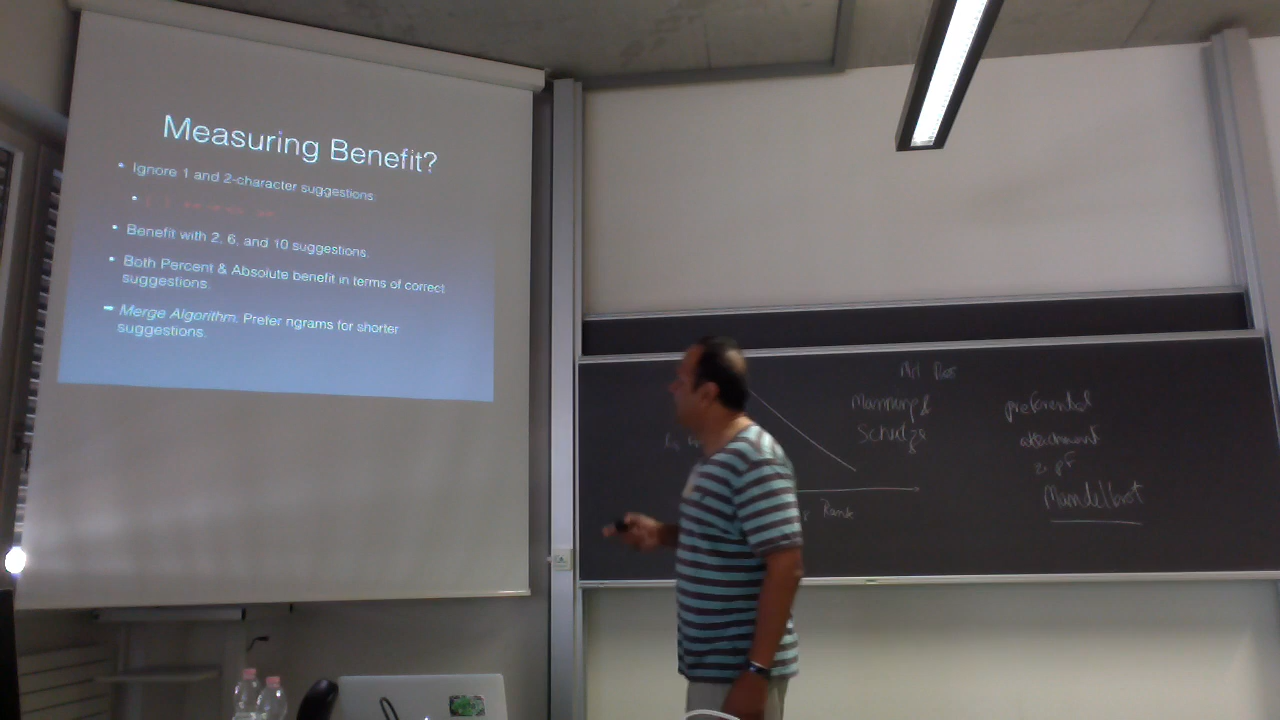 Measuring Benefit?
• Ignore 1 and 2-character suggestions.
• Benefit with 2, 6, and 10 suggestions.
• Both Percent & Absolute benefit in terms of correct
suggestions.
➡ Merge Algorithm. Prefer ngrams for shorter
suggestions.
Manning &
Schutze
r Rank
preferential
attachment
Mandelbrot